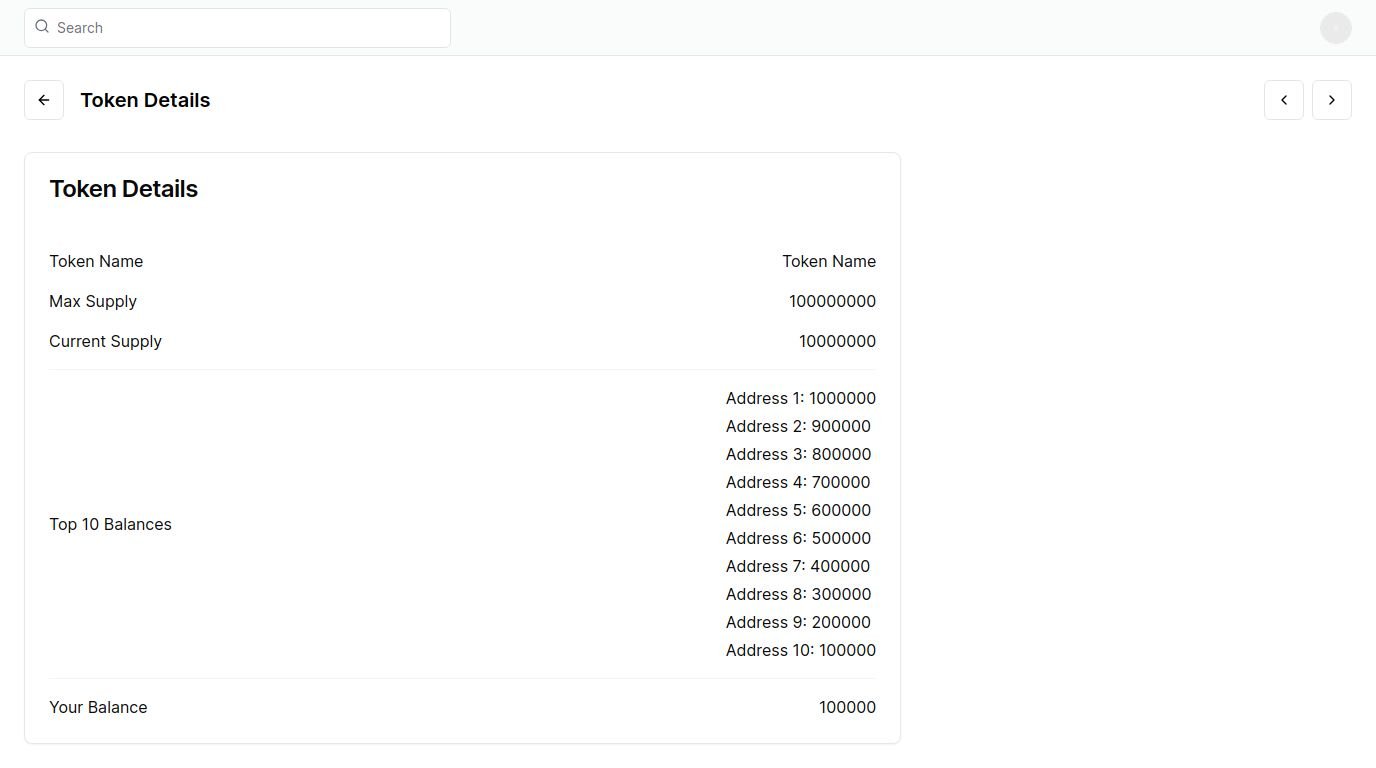 Search
Token Details
Token Details
Token Name Token Name
Max Supply 100000000
Current Supply 10000000
Top 10 Balances
Address 1: 1000000
Address 2: 900000
Address 3: 800000
Address 4: 700000
Address 5: 600000
Address 6: 500000
Address 7: 400000
Address 8: 300000
Address 9: 200000
Address 10: 100000
Your Balance 100000